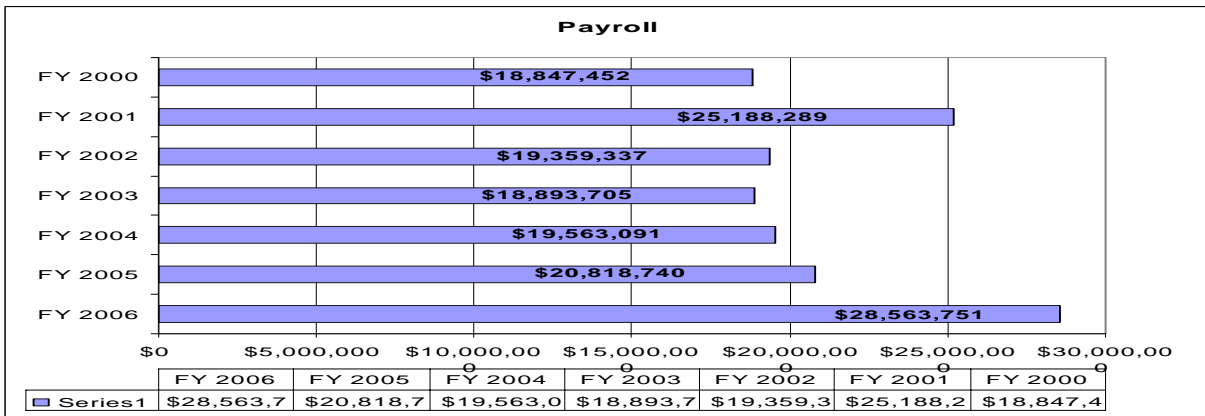 Payroll
FY 2000 $18,847,452
FY 2001 $25,188,289
FY 2002 $19,359,337
FY 2003 $18,893,705
FY 2004 $19,563,091
FY 2005 $20,818,740
FY 2006 $28,563,751
$0 $5,000,000 $10,000,00 $15,000,00 $20,000,00 $25,000,00 $30,000,00
0 0 0 0 0
FY 2006 FY 2005 FY 2004 FY 2003 FY 2002 FY 2001 FY 2000
Series1 $28,563,7 $20,818,7 $19,563,0 $18,893,7 $19,359,3 $25,188,2 $18,847,4